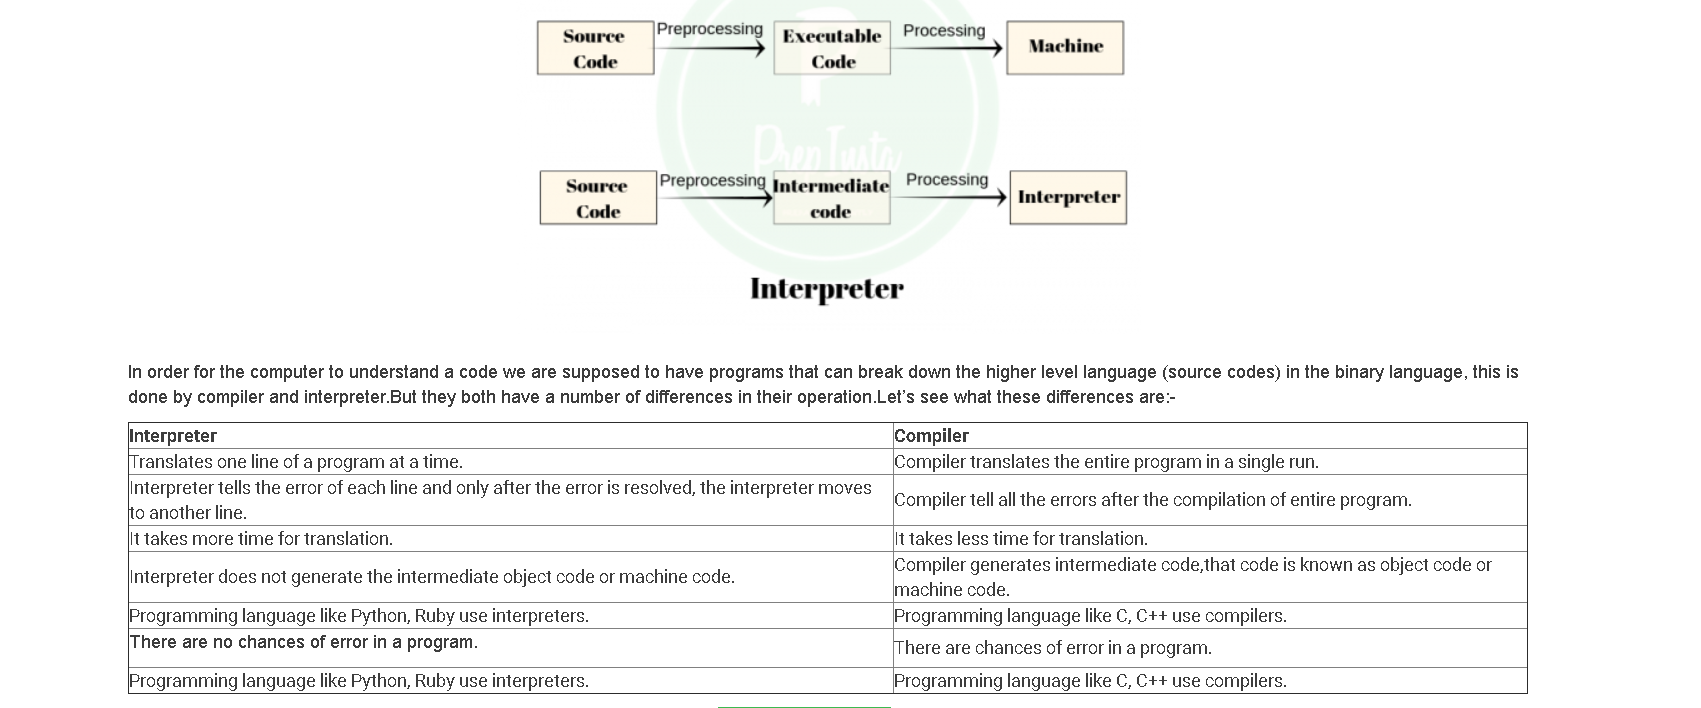 Source
Code
Preprocessing
Executable
Code
Processing
Machine
Prep Insta
Source
Code
Preprocessing
Intermediate
code
Processing
Interpreter
Interpreter
In order for the computer to understand a code we are supposed to have programs that can break down the higher level language (source codes) in the binary language, this is
done by compiler and interpreter.But they both have a number of differences in their operation.Let's see what these differences are:-
Interpreter
Compiler
Translates one line of a program at a time.
Compiler translates the entire program in a single run.
Interpreter tells the error of each line and only after the error is resolved, the interpreter moves
to another line.
Compiler tell all the errors after the compilation of entire program.
It takes more time for translation.
It takes less time for translation.
Interpreter does not generate the intermediate object code or machine code.
Compiler generates intermediate code,that code is known as object code or
machine code.
Programming language like Python, Ruby use interpreters.
Programming language like C, C++ use compilers.
There are no chances of error in a program.
There are chances of error in a program.
Programming language like Python, Ruby use interpreters.
Programming language like C, C++ use compilers.